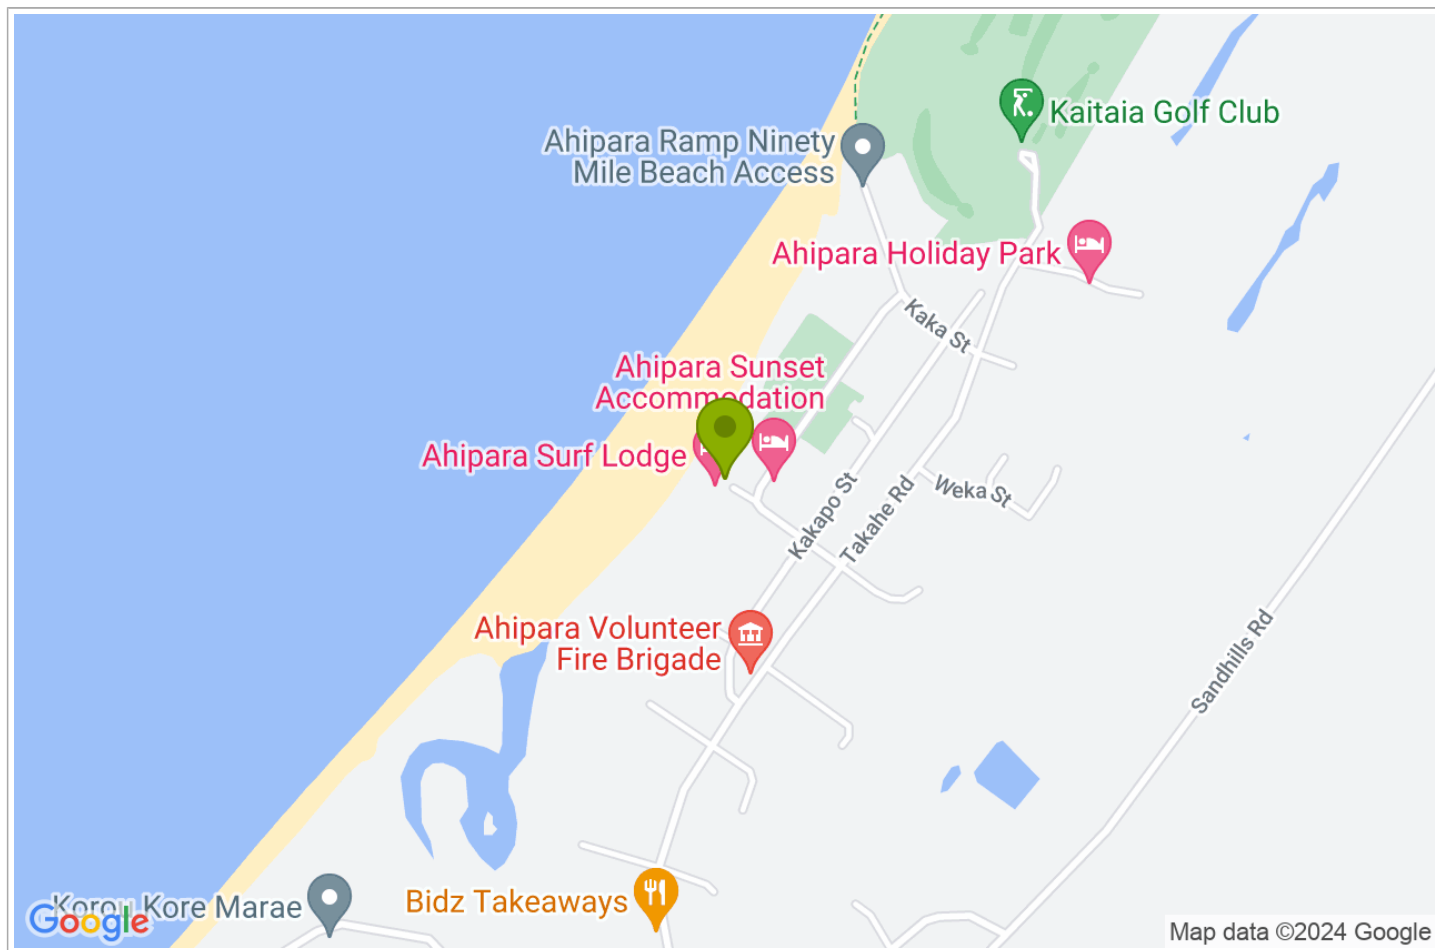 Kaitaia Golf Club
Ahipara Ramp Ninety
Mile Beach Access
Ahipara Holiday Park
Kaka St
Ahipara Sunset
Accommodation
Ahipara Surf Lodge
Weka St
Kakapo St
Takahe Rd
Ahipara Volunteer
Fire Brigade
Sandhills Rd
Bidz Takeaways
Korou Kore Marae
Google
Map data ©2024 Google